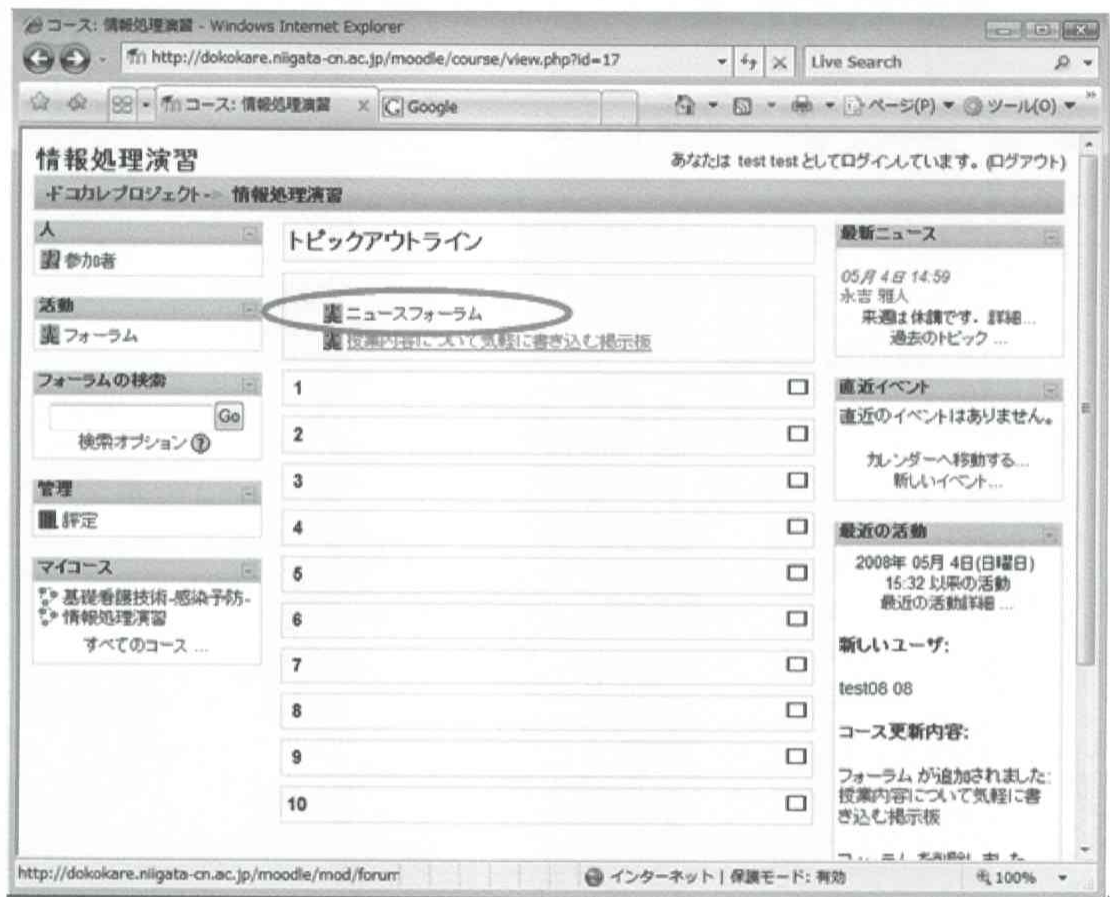 コース: 情報処理演習 - Windows Internet Explorer
http://dokokare.niigata-cn.ac.jp/moodle/course/view.php?id=17
Live Search
コース: 情報処理演習
Google
ページ(P)
ツール(O)
情報処理演習
あなたは test test としてログインしています。(ログアウト)
ドコカレプロジェクト -> 情報処理演習
人
参加者
活動
フォーラム
フォーラムの検索
Go
検索オプション ?
管理
評定
マイコース
基礎看護技術-感染予防-
情報処理演習
すべてのコース ...
トピックアウトライン
ニュースフォーラム
授業内容について気軽に書き込む掲示板
1
2
3
4
5
6
7
8
9
10
最新ニュース
05月 4日 14:59
永吉 雅人
来週は休講です. 詳細...
過去のトピック ...
直近イベント
直近のイベントはありません。
カレンダーへ移動する...
新しいイベント...
最近の活動
2008年 05月 4日(日曜日)
15:32 以来の活動
最近の活動詳細 ...
新しいユーザ:
test08 08
コース更新内容:
フォーラム が追加されました:
授業内容について気軽に書
き込む掲示板
http://dokokare.niigata-cn.ac.jp/moodle/mod/forum
インターネット | 保護モード: 有効
100%